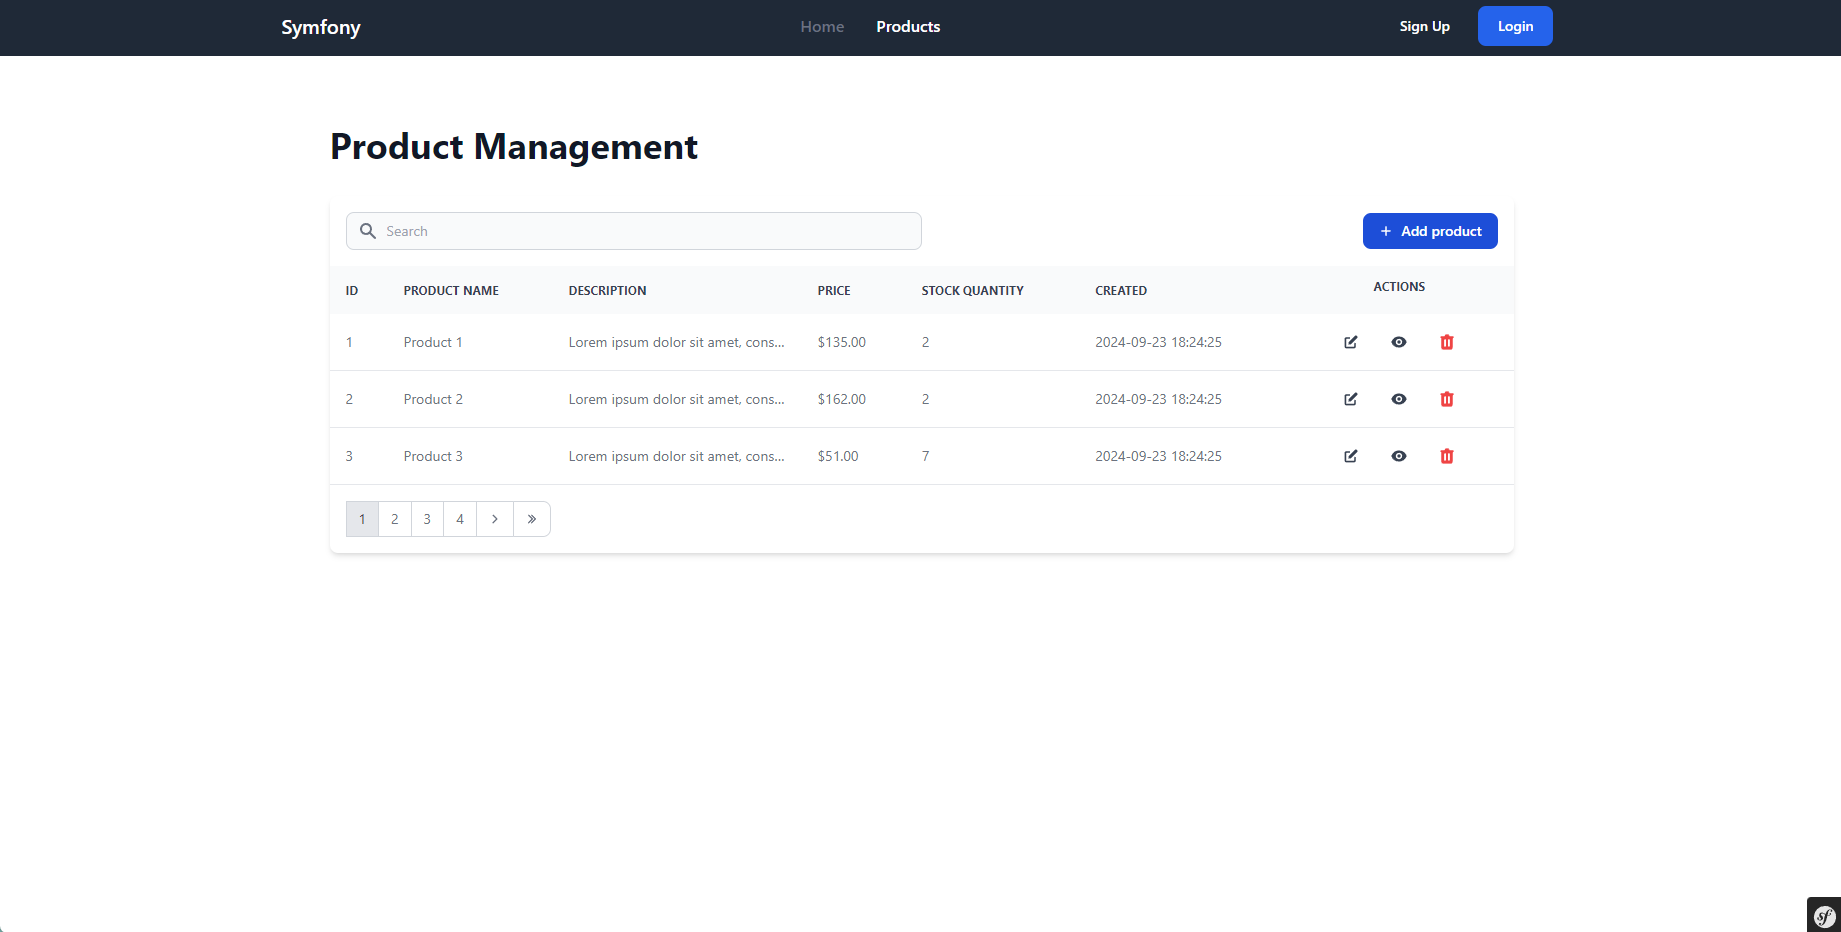 Symfony Home Products Sign Up Login
Product Management
Search + Add product
ID PRODUCT NAME DESCRIPTION PRICE STOCK QUANTITY CREATED ACTIONS
1 Product 1 Lorem ipsum dolor sit amet, cons... $135.00 2 2024-09-23 18:24:25
2 Product 2 Lorem ipsum dolor sit amet, cons... $162.00 2 2024-09-23 18:24:25
3 Product 3 Lorem ipsum dolor sit amet, cons... $51.00 7 2024-09-23 18:24:25
1 2 3 4 › »
sf